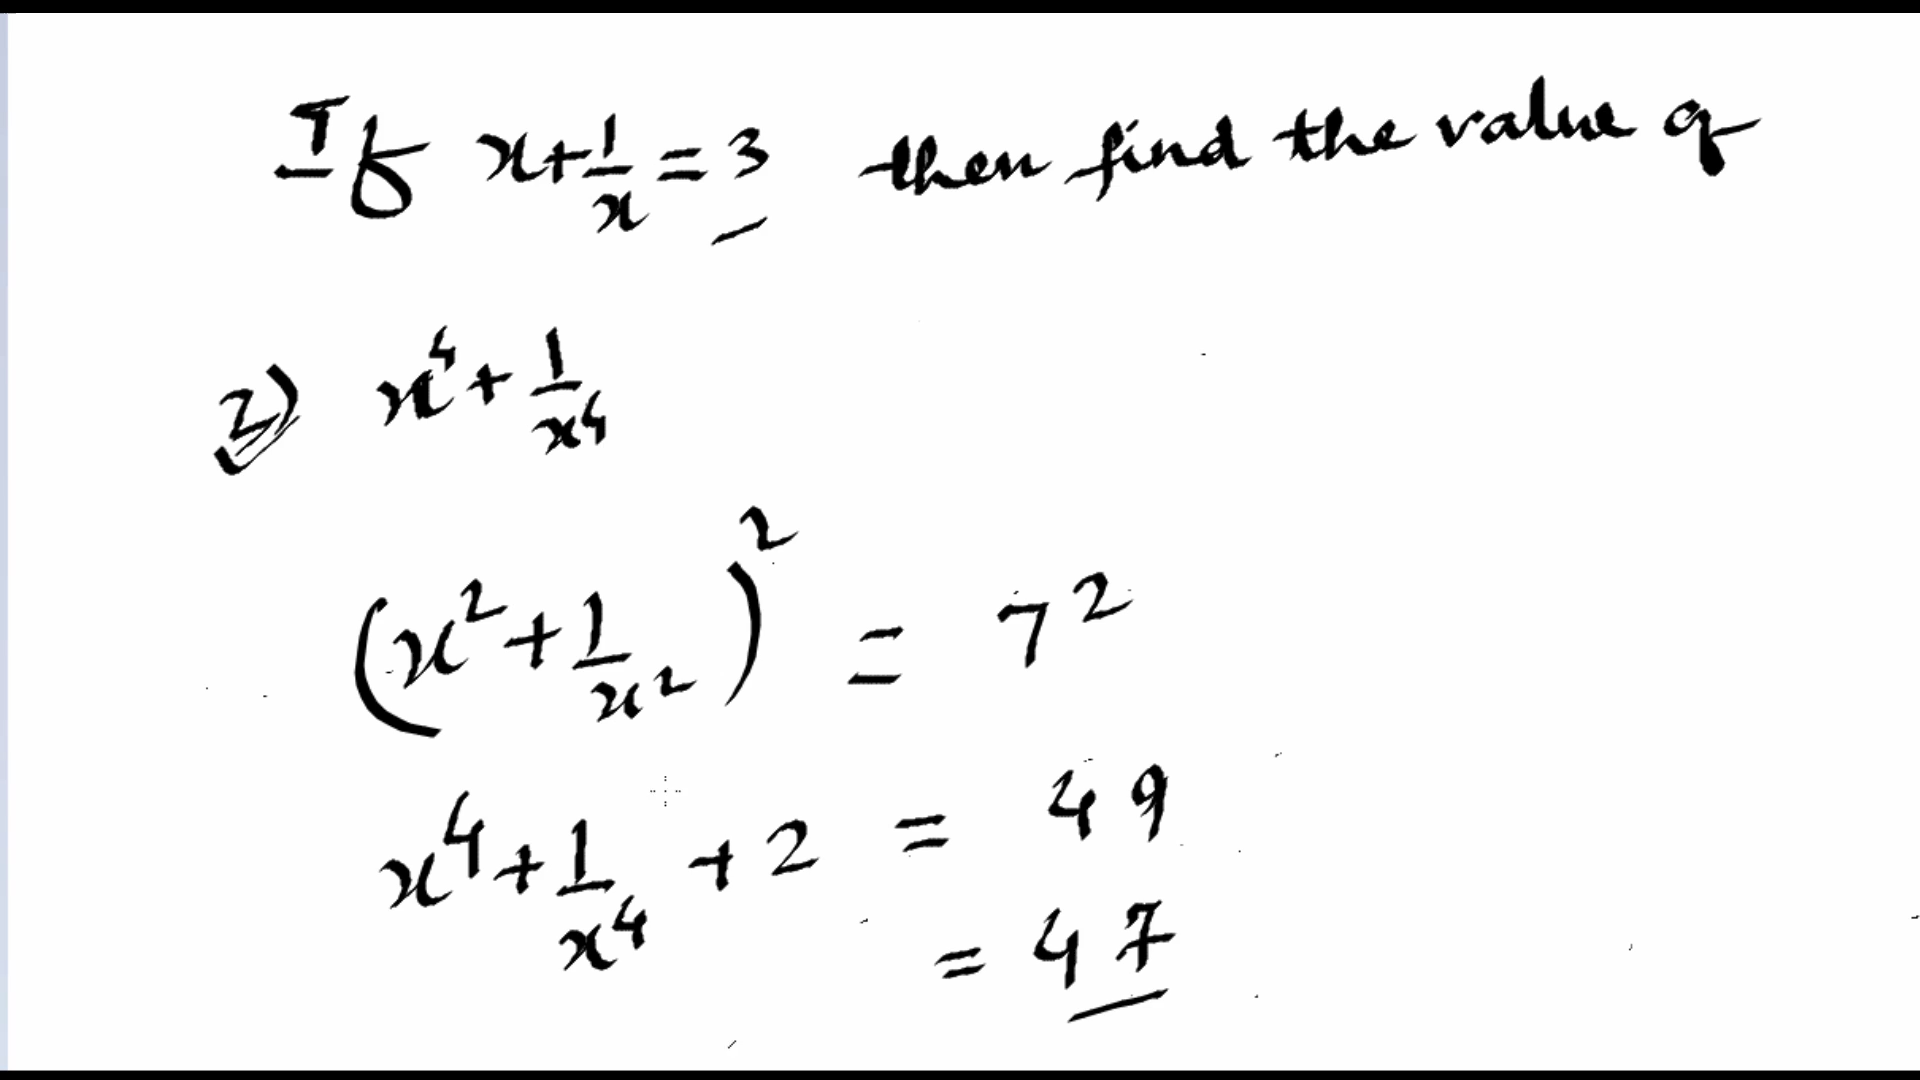 If x+1/x=3 then find the value of
2) x⁴+1/x⁴
(x²+1/x²)² = 7²
x⁴+1/x⁴ +2 = 49
= 47